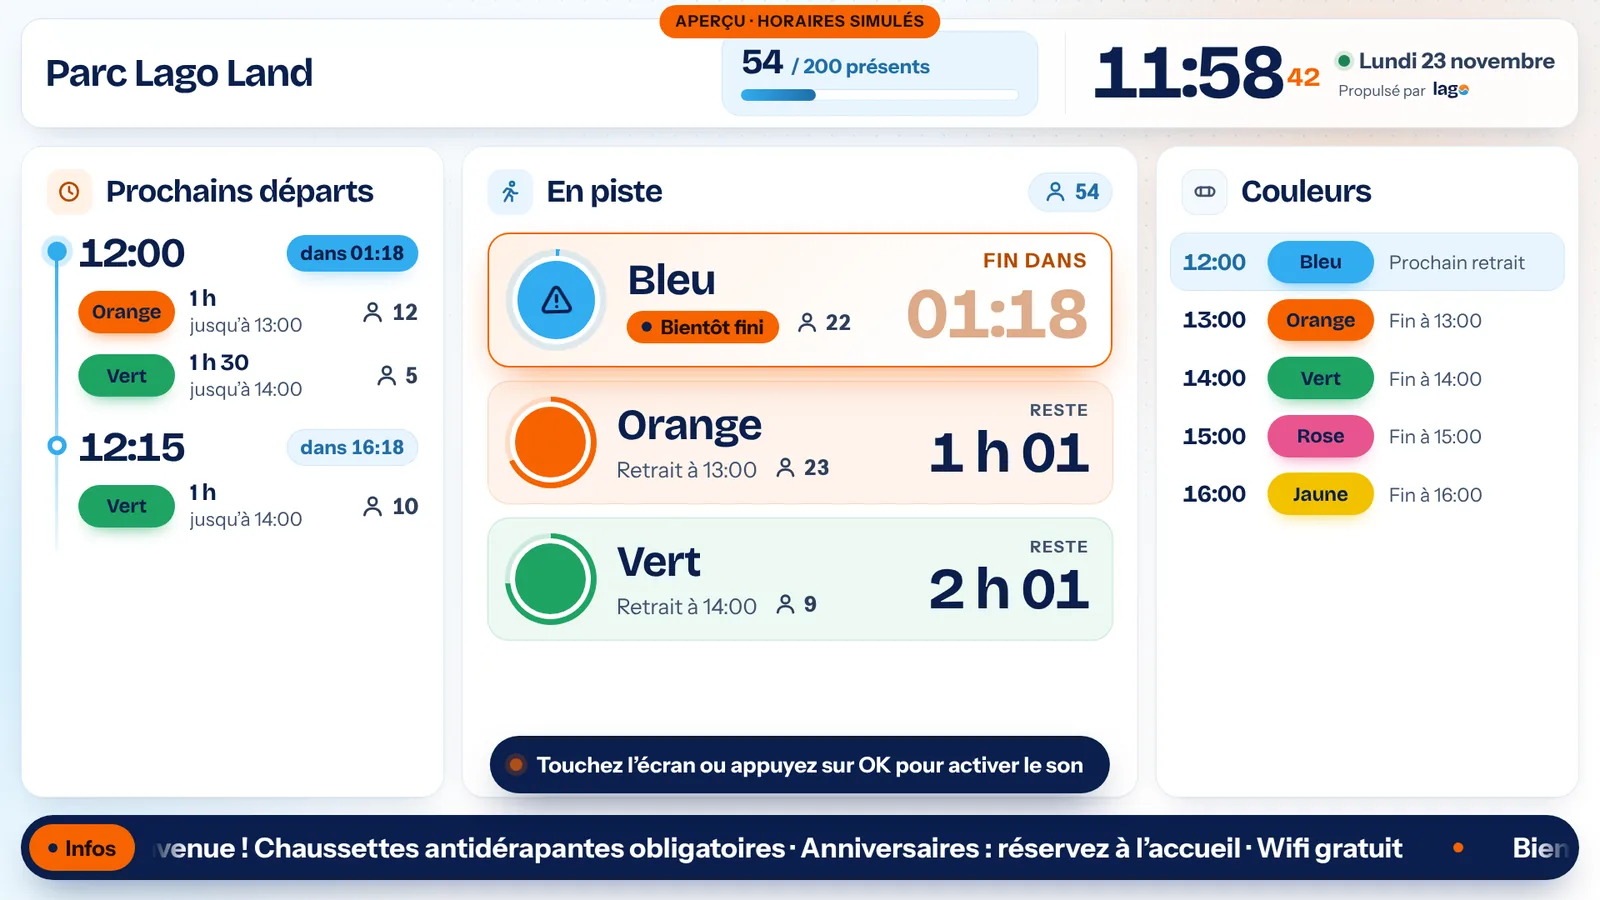 APERÇU · HORAIRES SIMULÉS
Parc Lago Land
54 / 200 présents
11:58 42
Lundi 23 novembre
Propulsé par lago
Prochains départs
12:00 dans 01:18
Orange 1 h jusqu’à 13:00 12
Vert 1 h 30 jusqu’à 14:00 5
12:15 dans 16:18
Vert 1 h jusqu’à 14:00 10
En piste 54
Bleu
Bientôt fini 22
FIN DANS
01:18
Orange
Retrait à 13:00 23
RESTE
1 h 01
Vert
Retrait à 14:00 9
RESTE
2 h 01
Touchez l’écran ou appuyez sur OK pour activer le son
Couleurs
12:00 Bleu Prochain retrait
13:00 Orange Fin à 13:00
14:00 Vert Fin à 14:00
15:00 Rose Fin à 15:00
16:00 Jaune Fin à 16:00
Infos venue ! Chaussettes antidérapantes obligatoires · Anniversaires : réservez à l’accueil · Wifi gratuit • Bien